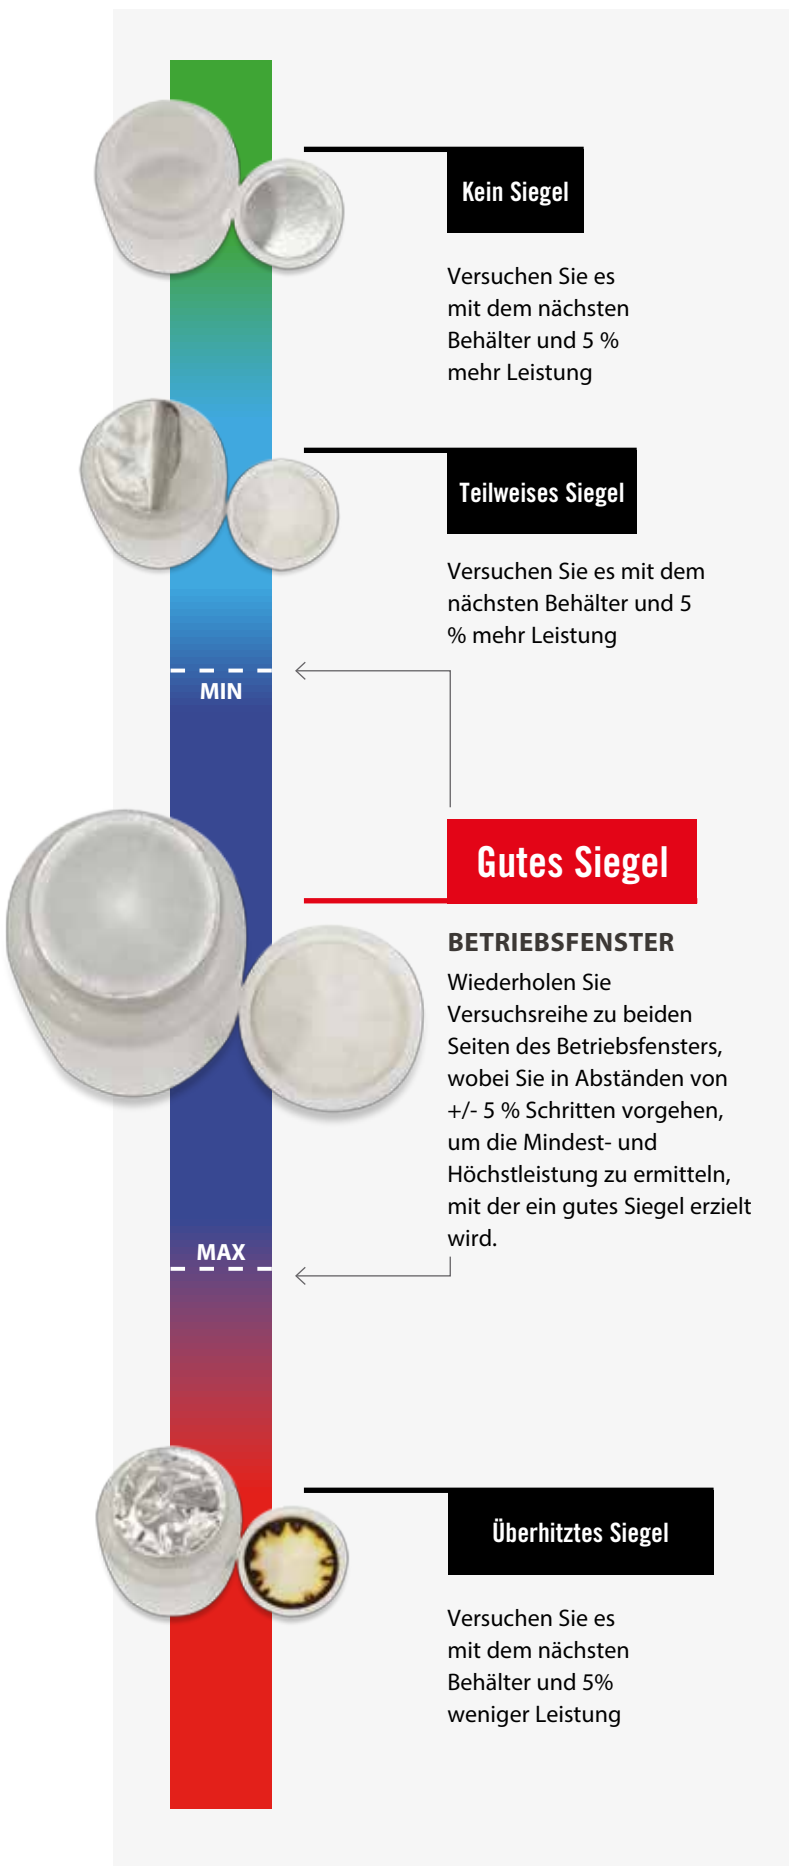 Kein Siegel
Versuchen Sie es
mit dem nächsten
Behälter und 5 %
mehr Leistung
Teilweises Siegel
Versuchen Sie es mit dem
nächsten Behälter und 5
% mehr Leistung
MIN
Gutes Siegel
BETRIEBSFENSTER
Wiederholen Sie
Versuchsreihe zu beiden
Seiten des Betriebsfensters,
wobei Sie in Abständen von
+/- 5 % Schritten vorgehen,
um die Mindest- und
Höchstleistung zu ermitteln,
mit der ein gutes Siegel erzielt
wird.
MAX
Überhitztes Siegel
Versuchen Sie es
mit dem nächsten
Behälter und 5%
weniger Leistung